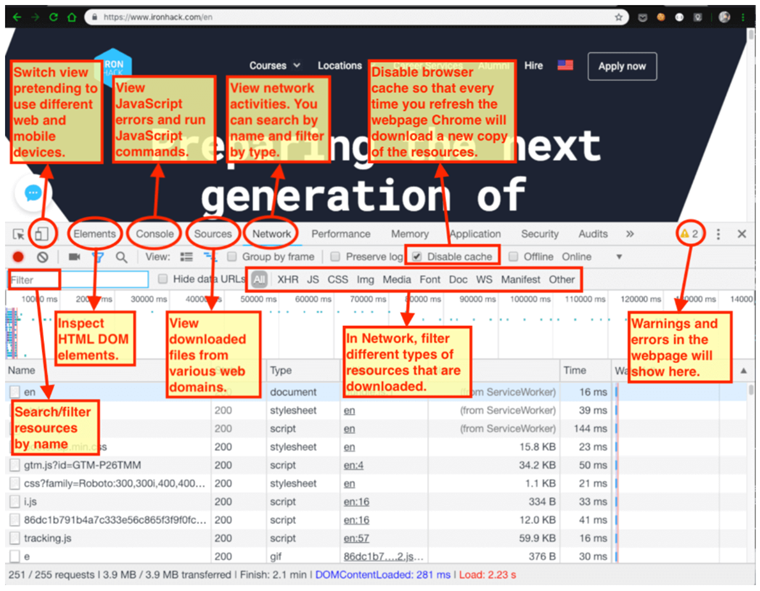 https://www.ironhack.com/en
IRON
HACK
Courses
Locations
Alumni
Hire
Apply now
Switch view
pretending to
use different
web and
mobile
devices.
View
JavaScript
errors and run
JavaScript
commands.
View network
activities. You
can search by
name and filter
by type.
Disable browser
cache so that every
time you refresh the
webpage Chrome will
download a new copy
of the resources.
Preparing the next
generation of
Elements Console Sources Network Performance Memory Application Security Audits » 2
View: Group by frame Preserve log Disable cache Offline Online
Filter Hide data URLs All XHR JS CSS Img Media Font Doc WS Manifest Other
10000 ms 20000 ms 30000 ms 40000 ms 50000 ms 60000 ms 70000 ms 80000 ms 90000 ms 100000 ms 110000 ms 120000 ms 130000 ms 14000
Inspect
HTML DOM
elements.
View
downloaded
files from
various web
domains.
In Network, filter
different types of
resources that are
downloaded.
Warnings and
errors in the
webpage will
show here.
Search/filter
resources
by name
Name Type Time
en document (from ServiceWorker) 16 ms
200 stylesheet en (from ServiceWorker) 39 ms
200 script en (from ServiceWorker) 144 ms
200 stylesheet en 15.8 KB 23 ms
gtm.js?id=GTM-P26TMM 200 script en:4 34.2 KB 50 ms
css?family=Roboto:300,300i,400,400... 200 stylesheet en 1.1 KB 21 ms
i.js 200 script en:16 334 B 33 ms
86dc1b791b4a7c333e56c865f3f9f0fc... 200 script en:16 12.0 KB 41 ms
tracking.js 200 script en:57 59.9 KB 16 ms
e 200 gif 86dc1b7....2.js... 376 B 30 ms
251 / 255 requests | 3.9 MB / 3.9 MB transferred | Finish: 2.1 min | DOMContentLoaded: 281 ms | Load: 2.23 s